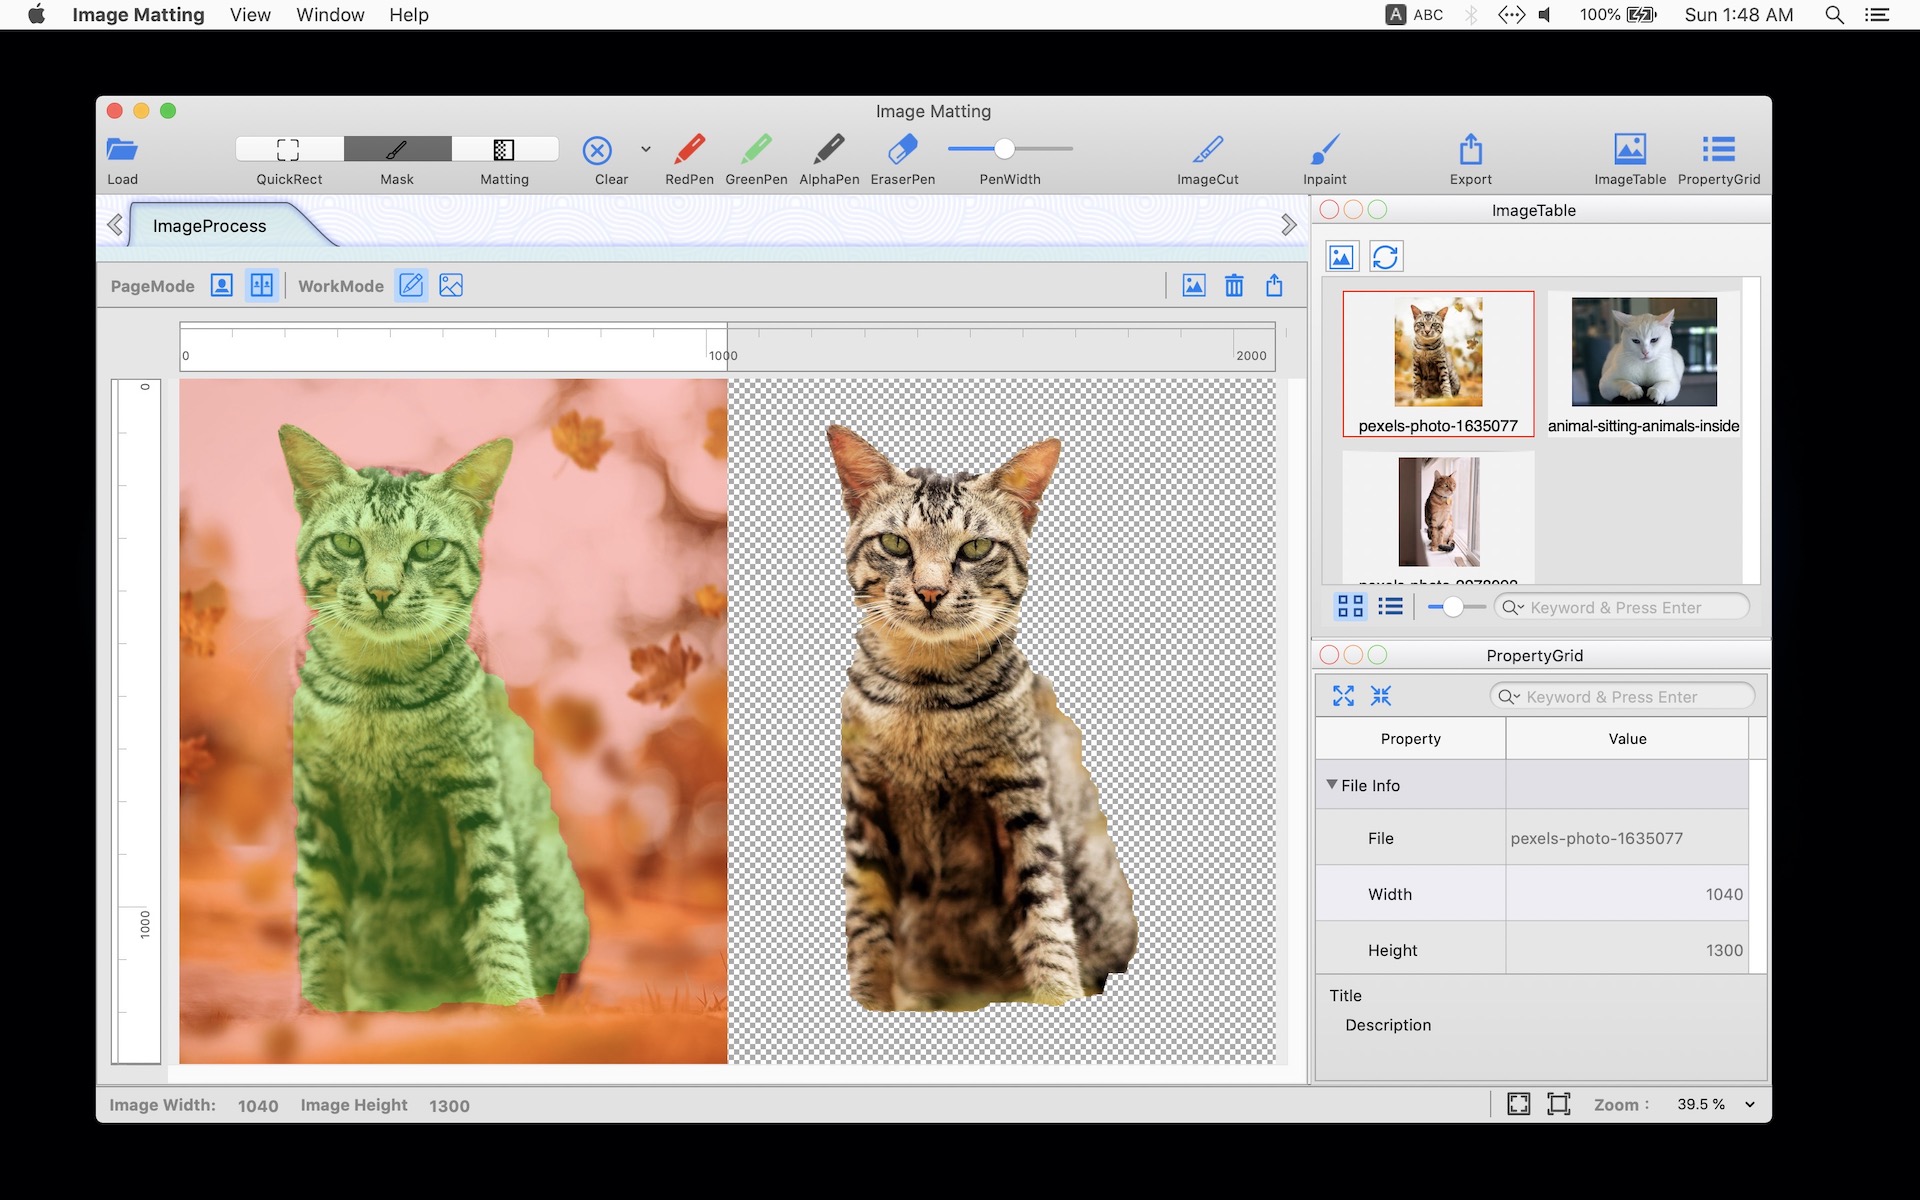 Image Matting View Window Help A ABC 100% Sun 1:48 AM
Image Matting
Load QuickRect Mask Matting Clear RedPen GreenPen AlphaPen EraserPen PenWidth ImageCut Inpaint Export ImageTable PropertyGrid
ImageProcess
PageMode WorkMode
0 1000 2000
0
1000
ImageTable
pexels-photo-1635077 animal-sitting-animals-inside
Keyword & Press Enter
PropertyGrid
Keyword & Press Enter
Property Value
File Info
File pexels-photo-1635077
Width 1040
Height 1300
Title
Description
Image Width: 1040 Image Height 1300 Zoom : 39.5 %